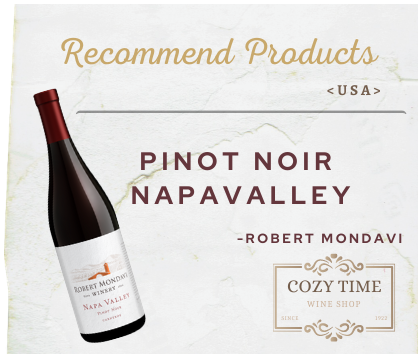 Recommend Products
<USA>
PINOT NOIR
NAPAVALLEY
-ROBERT MONDAVI
ROBERT MONDAVI
WINERY
NAPA VALLEY
PINOT NOIR
COZY TIME
WINE SHOP
SINCE